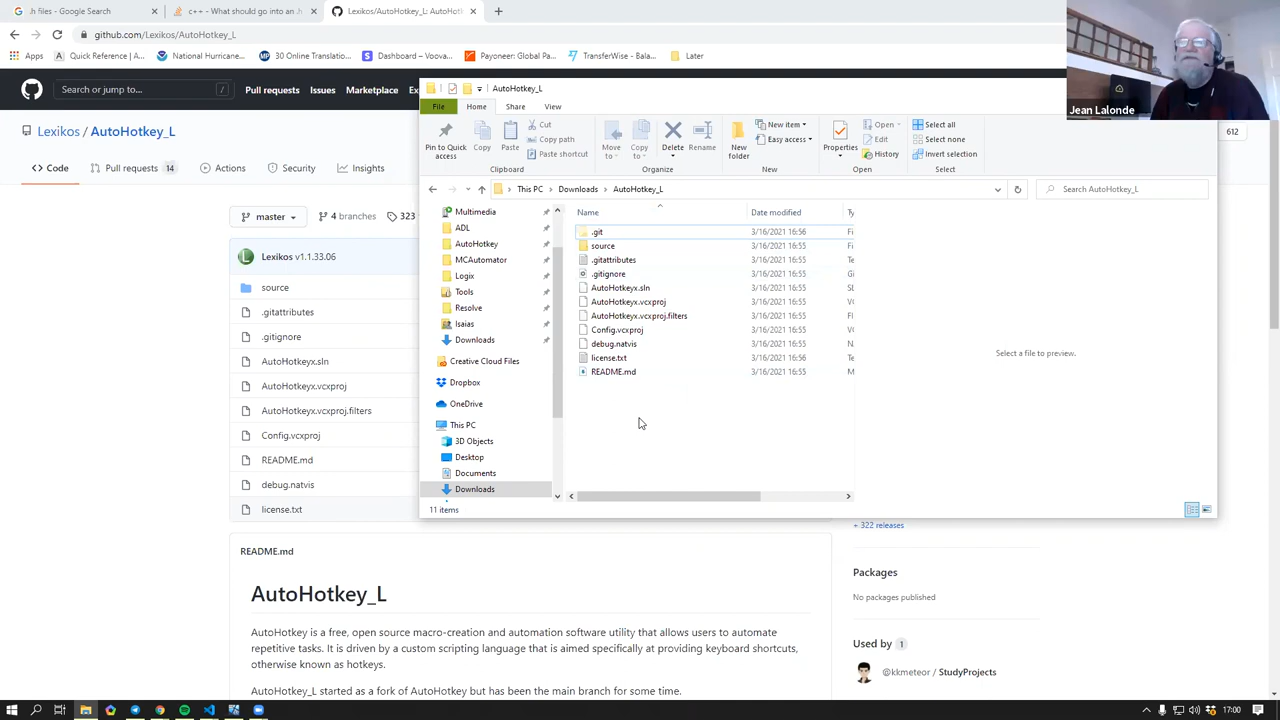 .h files - Google Search
c++ - What should go into an .h
Lexikos/AutoHotkey_L: AutoHotke
github.com/Lexikos/AutoHotkey_L
Apps
Quick Reference | A...
National Hurricane...
30 Online Translatio...
Dashboard – Voova...
Payoneer: Global Pa...
TransferWise - Bala...
Later
Search or jump to...
/
Pull requests
Issues
Marketplace
Lexikos / AutoHotkey_L
612
Code
Pull requests 14
Actions
Security
Insights
master
4 branches
323
Lexikos v1.1.33.06
source
.gitattributes
.gitignore
AutoHotkeyx.sln
AutoHotkeyx.vcxproj
AutoHotkeyx.vcxproj.filters
Config.vcxproj
README.md
debug.natvis
license.txt
README.md
AutoHotkey_L
AutoHotkey is a free, open source macro-creation and automation software utility that allows users to automate
repetitive tasks. It is driven by a custom scripting language that is aimed specifically at providing keyboard shortcuts,
otherwise known as hotkeys.
AutoHotkey_L started as a fork of AutoHotkey but has been the main branch for some time.
+ 322 releases
Packages
No packages published
Used by 1
@kkmeteor / StudyProjects
AutoHotkey_L
File
Home
Share
View
Pin to Quick
access
Copy
Paste
Cut
Copy path
Paste shortcut
Clipboard
Move
to
Copy
to
Delete
Rename
Organize
New
folder
New item
Easy access
New
Properties
Open
Edit
History
Open
Select all
Select none
Invert selection
Select
This PC
Downloads
AutoHotkey_L
Search AutoHotkey_L
Multimedia
ADL
AutoHotkey
MCAutomator
Logix
Tools
Resolve
Isaias
Downloads
Creative Cloud Files
Dropbox
OneDrive
This PC
3D Objects
Desktop
Documents
Downloads
Name
Date modified
Ty
.git 3/16/2021 16:56 Fi
source 3/16/2021 16:55 Fi
.gitattributes 3/16/2021 16:55 Te
.gitignore 3/16/2021 16:55 Gi
AutoHotkeyx.sln 3/16/2021 16:55
AutoHotkeyx.vcxproj 3/16/2021 16:55
AutoHotkeyx.vcxproj.filters 3/16/2021 16:55
Config.vcxproj 3/16/2021 16:55
debug.natvis 3/16/2021 16:55
license.txt 3/16/2021 16:56 Te
README.md 3/16/2021 16:55 M
Select a file to preview.
11 items
Jean Lalonde
17:00